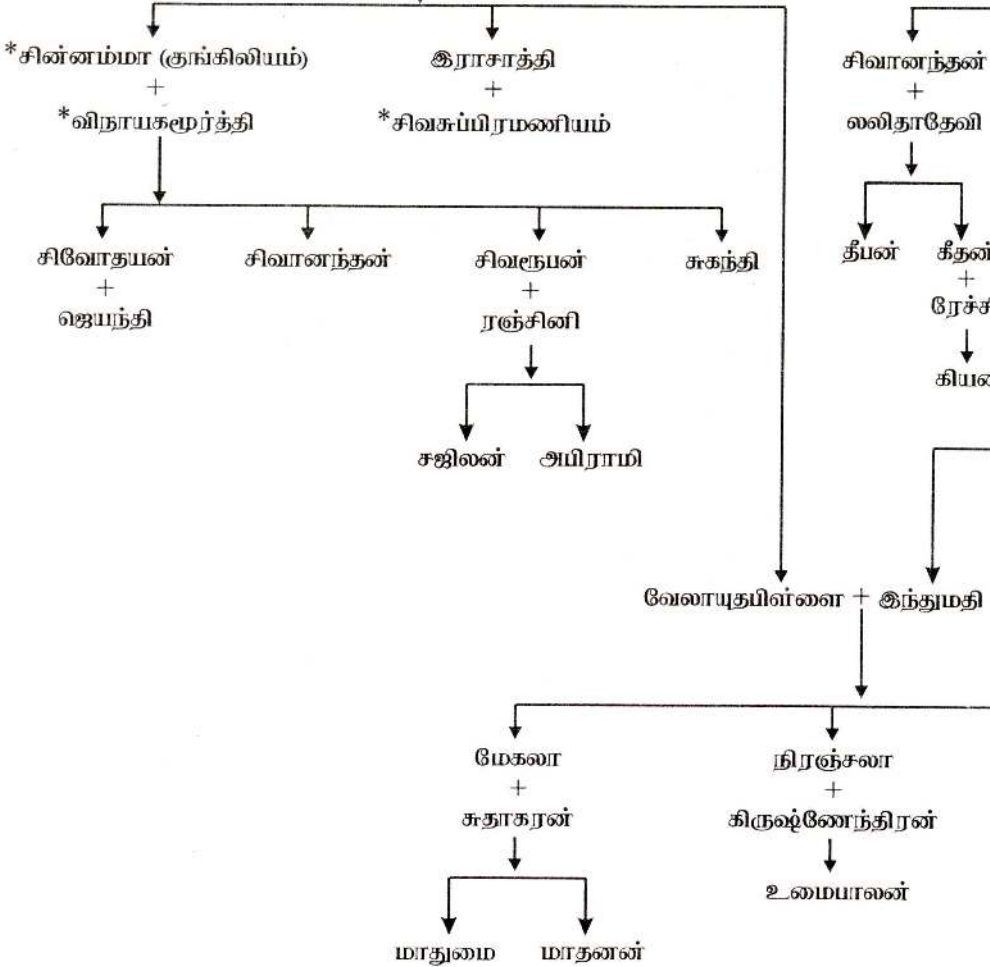 *சின்னம்மா (குங்கிலியம்) இராசாத்தி சிவானந்தன்
+ + +
*விநாயகமூர்த்தி *சிவசுப்பிரமணியம் லலிதாதேவி
சிவோதயன் சிவானந்தன் சிவரூபன் சுகந்தி தீபன் கீதன்
+ + +
ஜெயந்தி ரஞ்சினி
சஜிலன் அபிராமி
வேலாயுதபிள்ளை + இந்துமதி
மேகலா நிரஞ்சலா
+ +
சுதாகரன் கிருஷ்ணேந்திரன்
உமைபாலன்
மாதுமை மாதனன்